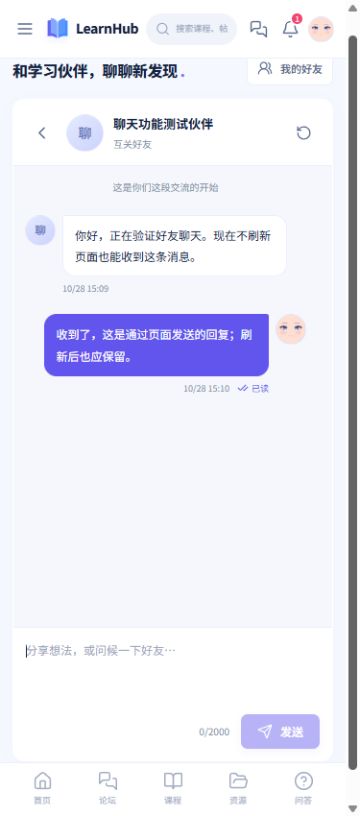 LearnHub
搜索课程、帖
1
和学习伙伴，聊聊新发现。
我的好友
聊
聊天功能测试伙伴
互关好友
这是你们这段交流的开始
聊
你好，正在验证好友聊天。现在不刷新
页面也能收到这条消息。
10/28 15:09
收到了，这是通过页面发送的回复；刷
新后也应保留。
10/28 15:10 已读
分享想法，或问候一下好友…
0/2000
发送
首页
论坛
课程
资源
问答